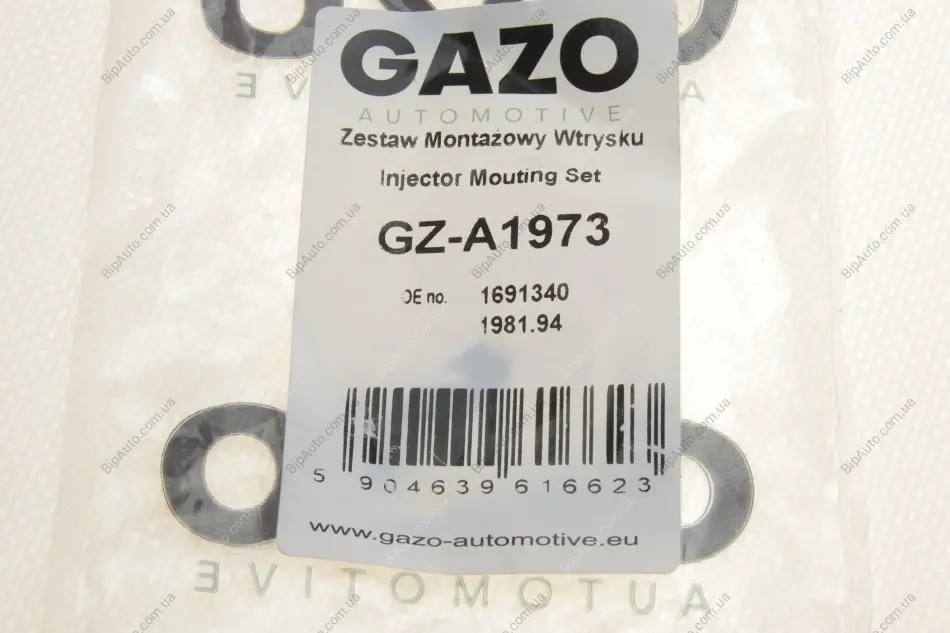 GAZO
AUTOMOTIVE
Zestaw Montażowy Wtrysku
Injector Mouting Set
GZ-A1973
OE no. 1691340
1981.94
5 904639 616623
www.gazo-automotive.eu
AUTOMOTIVE
BipAuto.com.ua